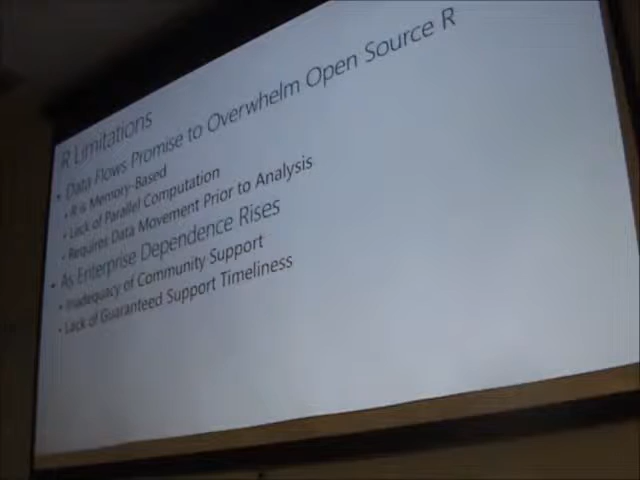 R Limitations
• Data Flows Promise to Overwhelm Open Source R
• R is Memory-Based
• Lack of Parallel Computation
• Requires Data Movement Prior to Analysis
• As Enterprise Dependence Rises
• Inadequacy of Community Support
• Lack of Guaranteed Support Timeliness